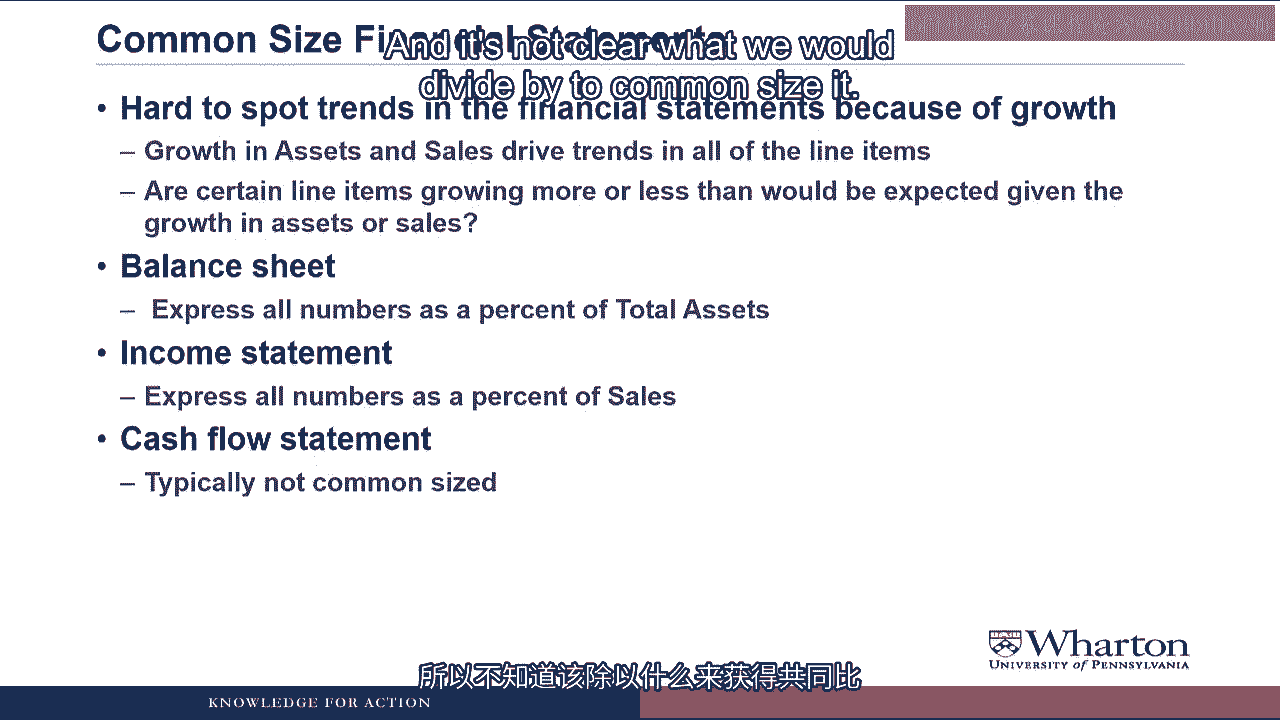 Common Size Financial Statements
And it's not clear what we would
divide by to common size it.
• Hard to spot trends in the financial statements because of growth
– Growth in Assets and Sales drive trends in all of the line items
– Are certain line items growing more or less than would be expected given the
growth in assets or sales?
• Balance sheet
– Express all numbers as a percent of Total Assets
• Income statement
– Express all numbers as a percent of Sales
• Cash flow statement
– Typically not common sized
Wharton
UNIVERSITY of PENNSYLVANIA
所以不知道该除以什么来获得共同比
KNOWLEDGE FOR ACTION